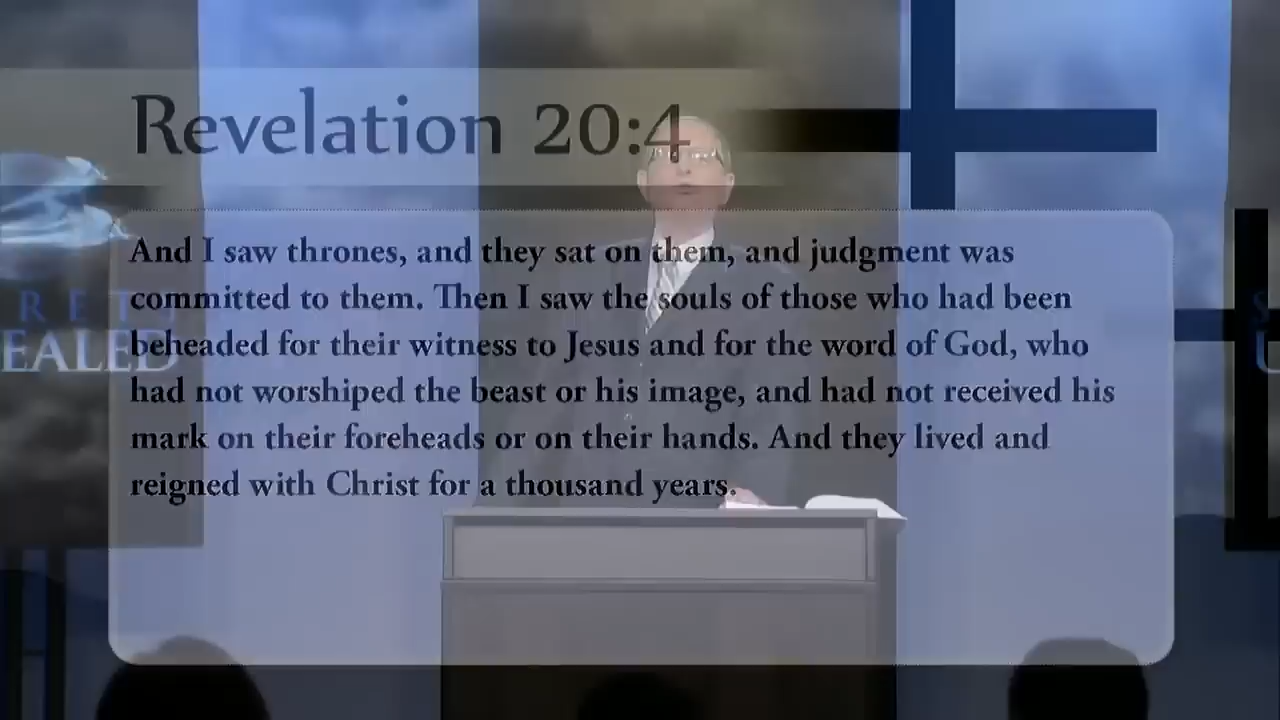 Revelation 20:4
And I saw thrones, and they sat on them, and judgment was
committed to them. Then I saw the souls of those who had been
beheaded for their witness to Jesus and for the word of God, who
had not worshiped the beast or his image, and had not received his
mark on their foreheads or on their hands. And they lived and
reigned with Christ for a thousand years.
RETS
EALED